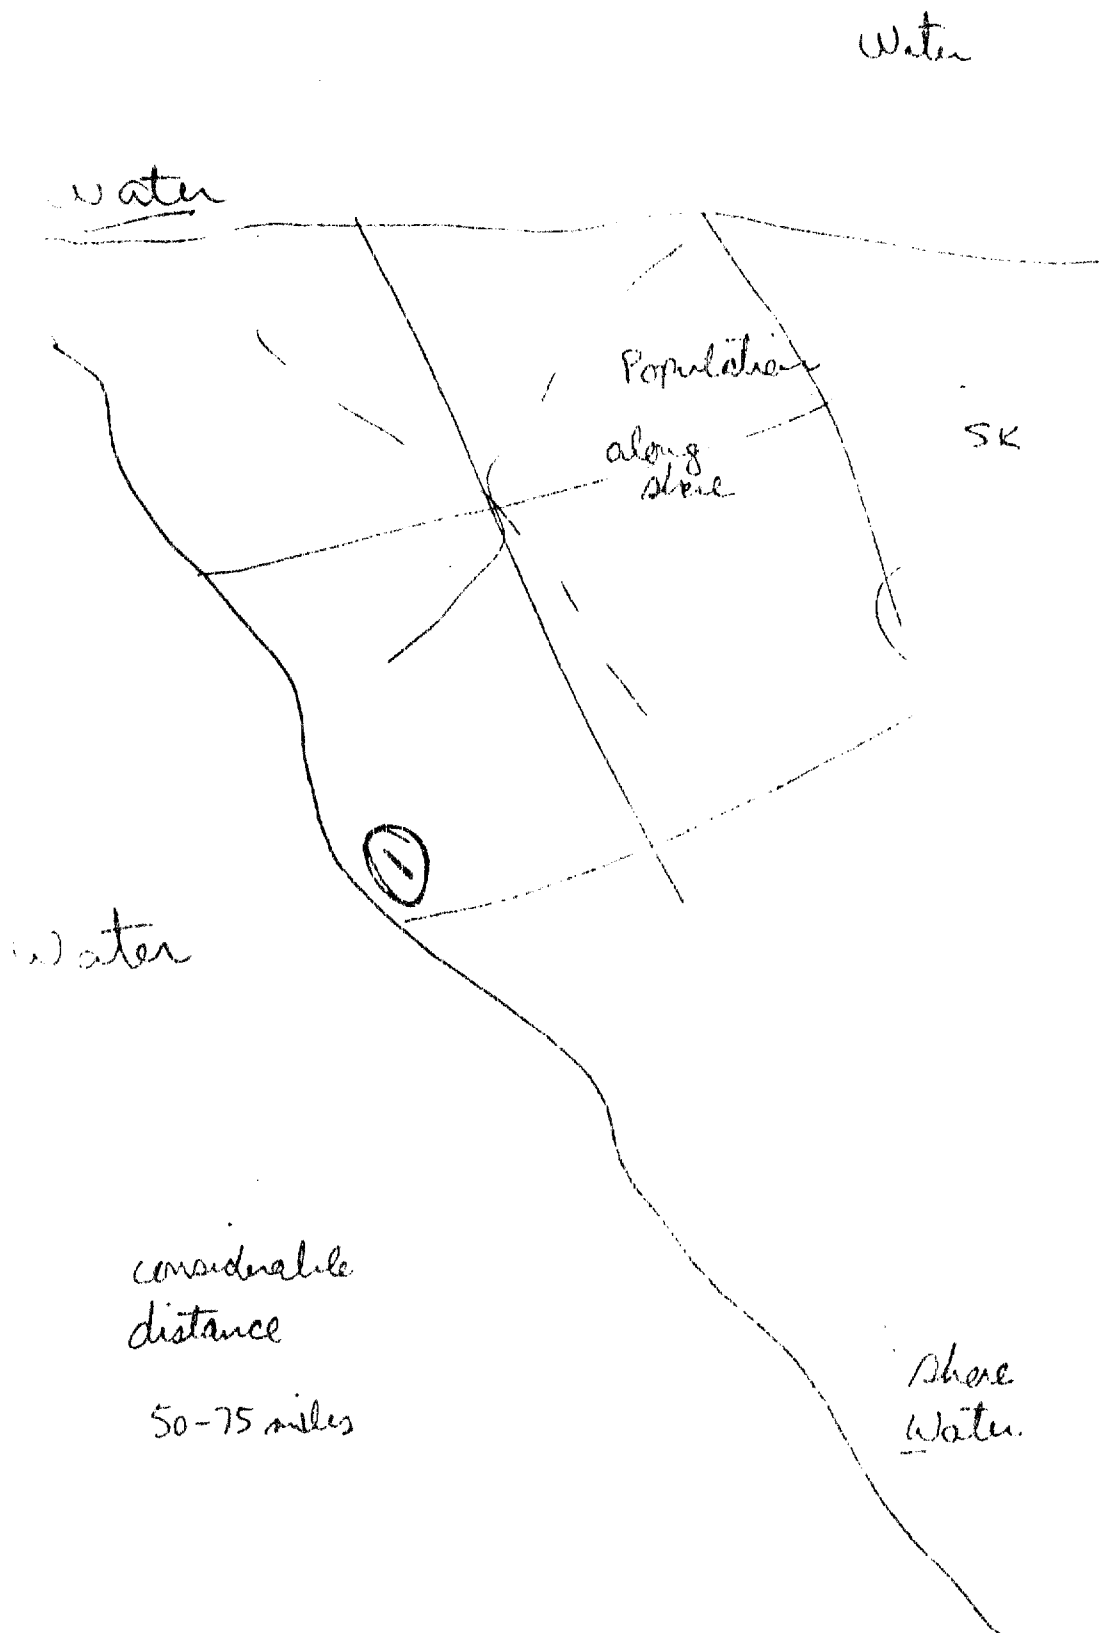 Water
Water
Population
along
shore
SK
Water
considerable
distance
50-75 miles
shore
Water.